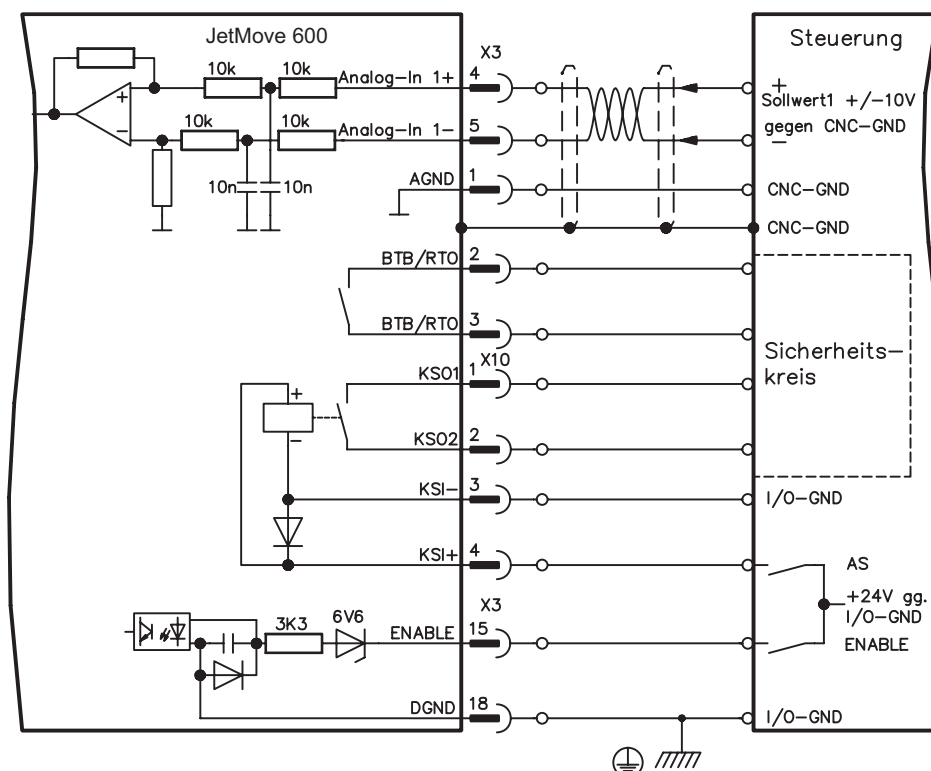 JetMove 600
X3
Steuerung
10k
10k
Analog-In 1+
4
+
Sollwert1 +/-10V
gegen CNC-GND
−
+
−
10k
10k
Analog-In 1-
5
10n
10n
AGND
1
CNC-GND
CNC-GND
BTB/RTO
2
BTB/RTO
3
Sicherheits-
kreis
X10
KSO1
1
+
−
KSO2
2
KSI-
3
I/O-GND
KSI+
4
AS
+24V gg.
I/O-GND
X3
3K3
6V6
ENABLE
15
ENABLE
DGND
18
I/O-GND